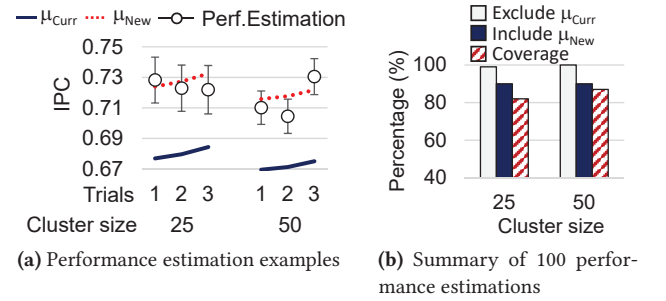 μCurr μNew Perf.Estimation
0.75
0.73
0.71
0.69
0.67
IPC
Trials 1 2 3 1 2 3
Cluster size 25 50
(a) Performance estimation examples
Exclude μCurr
Include μNew
Coverage
100
80
60
40
Percentage (%)
25 50
Cluster size
(b) Summary of 100 perfor-
mance estimations